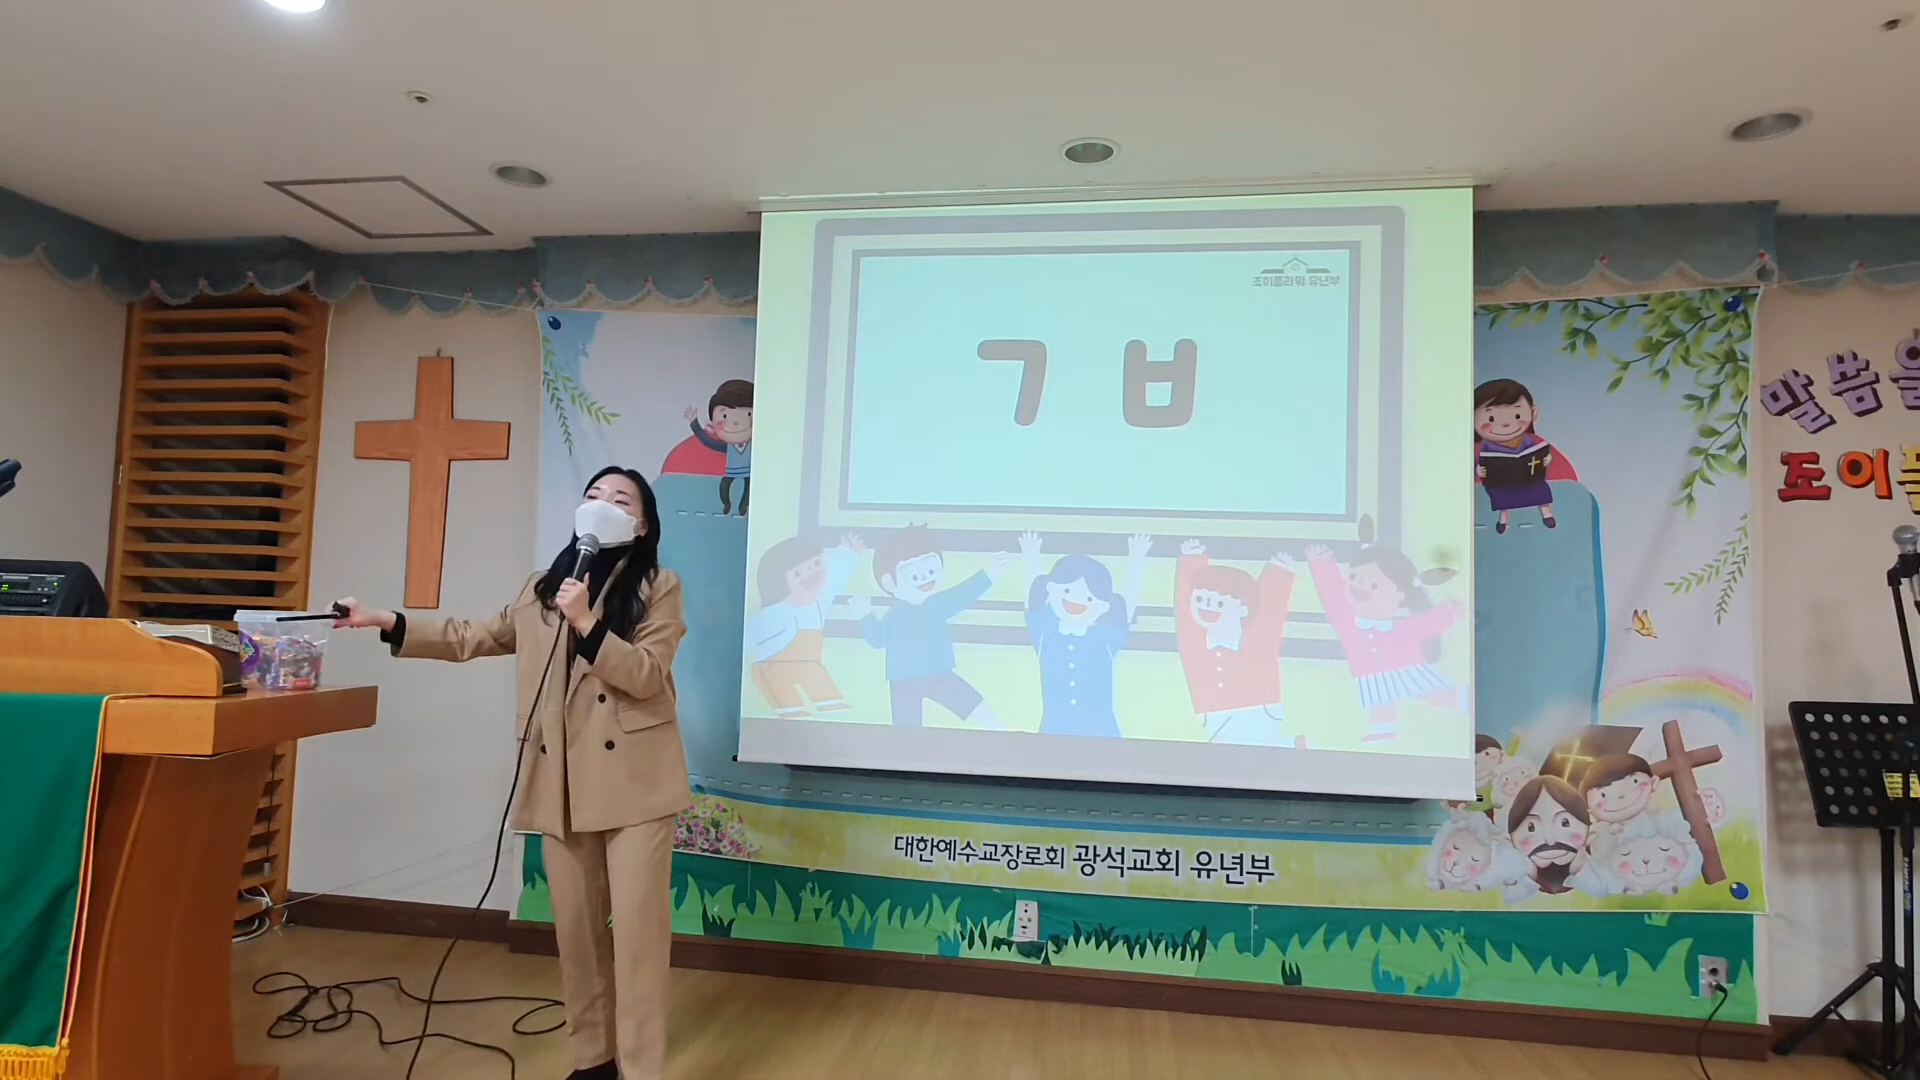 조이플라워 유년부
ㄱ ㅂ
말씀을
조이플
대한예수교장로회 광석교회 유년부